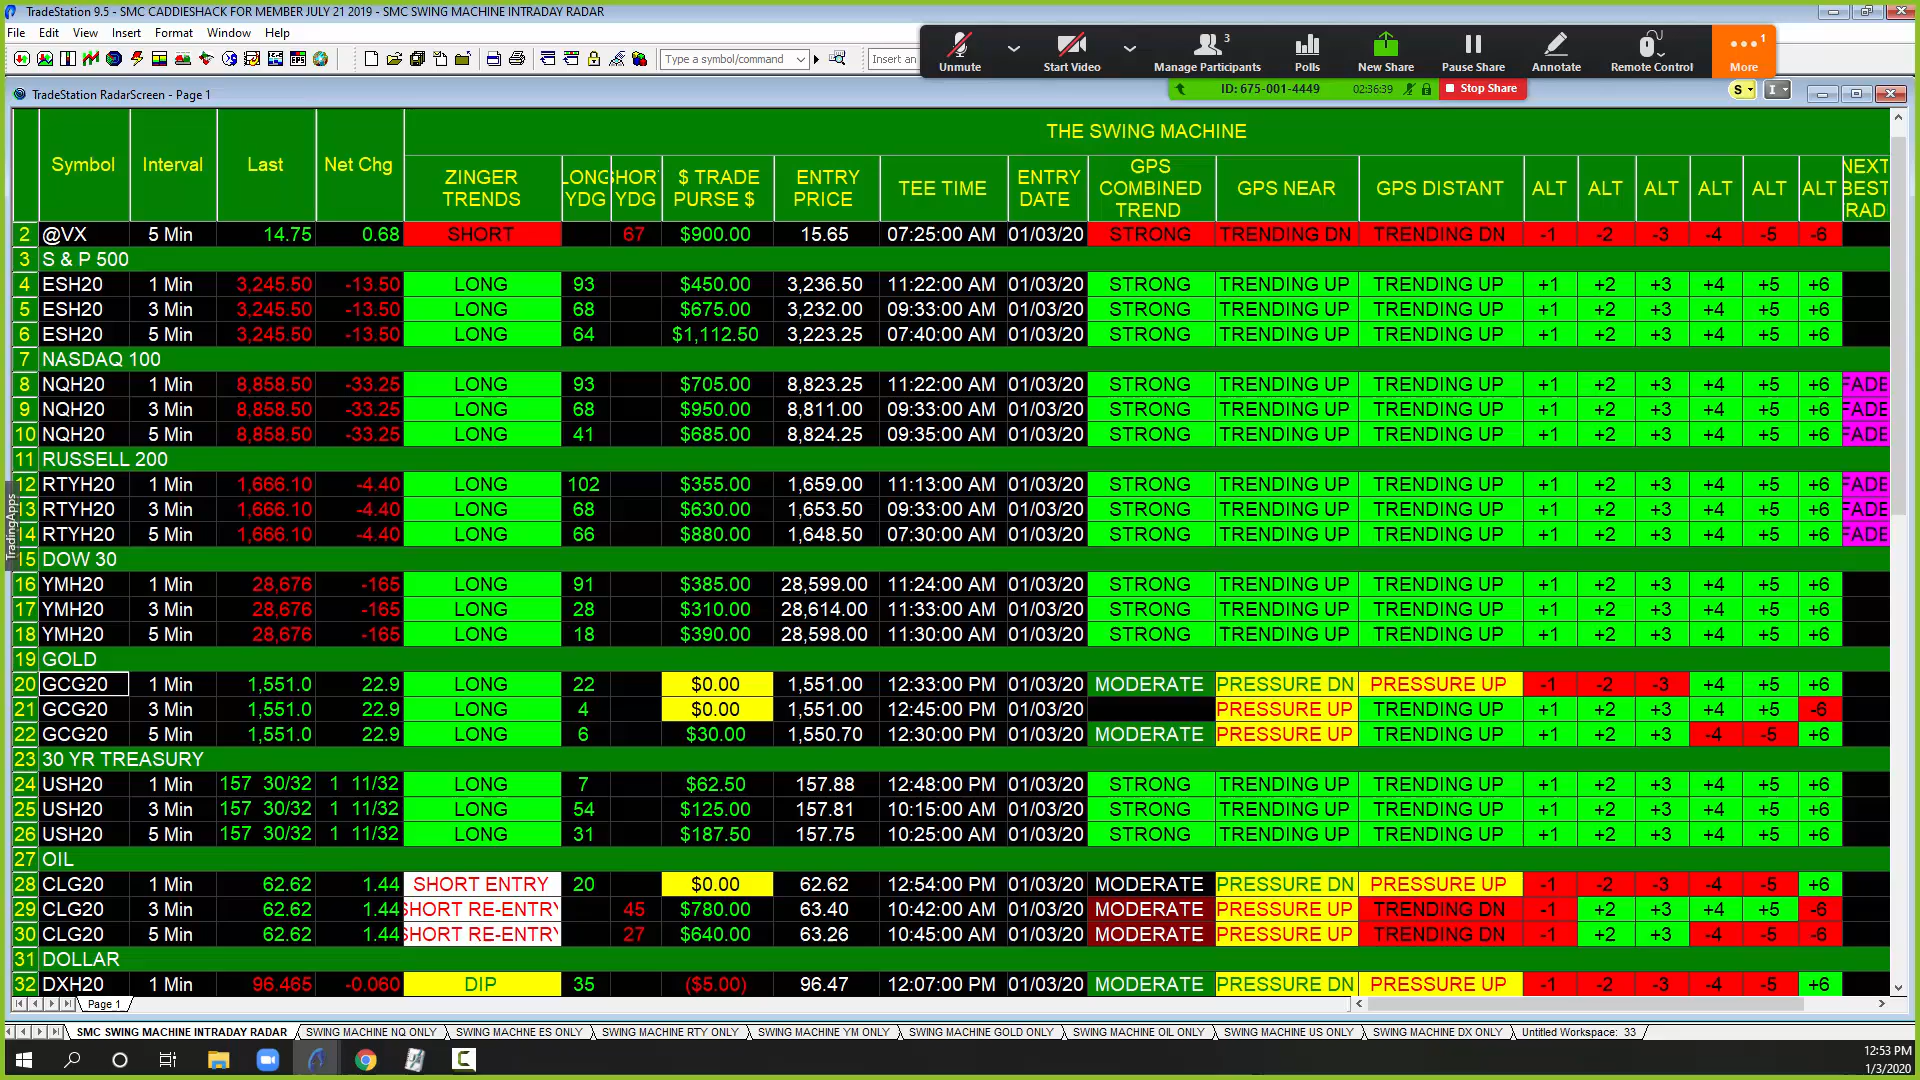 TradeStation 9.5 - SMC CADDIESHACK FOR MEMBER JULY 21 2019 - SMC SWING MACHINE INTRADAY RADAR
File Edit View Insert Format Window Help
Type a symbol/command Insert an
Unmute Start Video 3 Manage Participants Polls New Share Pause Share Annotate Remote Control 1 More
ID: 675-001-4449 02:36:39 Stop Share
TradeStation RadarScreen - Page 1 S I
THE SWING MACHINE
Symbol Interval Last Net Chg ZINGER TRENDS LONG YDG SHORT YDG $ TRADE PURSE $ ENTRY PRICE TEE TIME ENTRY DATE GPS COMBINED TREND GPS NEAR GPS DISTANT ALT ALT ALT ALT ALT ALT NEXT BEST TRADE
2 @VX 5 Min 14.75 0.68 SHORT 67 $900.00 15.65 07:25:00 AM 01/03/20 STRONG TRENDING DN TRENDING DN -1 -2 -3 -4 -5 -6
3 S & P 500
4 ESH20 1 Min 3,245.50 -13.50 LONG 93 $450.00 3,236.50 11:22:00 AM 01/03/20 STRONG TRENDING UP TRENDING UP +1 +2 +3 +4 +5 +6
5 ESH20 3 Min 3,245.50 -13.50 LONG 68 $675.00 3,232.00 09:33:00 AM 01/03/20 STRONG TRENDING UP TRENDING UP +1 +2 +3 +4 +5 +6
6 ESH20 5 Min 3,245.50 -13.50 LONG 64 $1,112.50 3,223.25 07:40:00 AM 01/03/20 STRONG TRENDING UP TRENDING UP +1 +2 +3 +4 +5 +6
7 NASDAQ 100
8 NQH20 1 Min 8,858.50 -33.25 LONG 93 $705.00 8,823.25 11:22:00 AM 01/03/20 STRONG TRENDING UP TRENDING UP +1 +2 +3 +4 +5 +6 FADE
9 NQH20 3 Min 8,858.50 -33.25 LONG 68 $950.00 8,811.00 09:33:00 AM 01/03/20 STRONG TRENDING UP TRENDING UP +1 +2 +3 +4 +5 +6 FADE
10 NQH20 5 Min 8,858.50 -33.25 LONG 41 $685.00 8,824.25 09:35:00 AM 01/03/20 STRONG TRENDING UP TRENDING UP +1 +2 +3 +4 +5 +6 FADE
11 RUSSELL 200
12 RTYH20 1 Min 1,666.10 -4.40 LONG 102 $355.00 1,659.00 11:13:00 AM 01/03/20 STRONG TRENDING UP TRENDING UP +1 +2 +3 +4 +5 +6 FADE
13 RTYH20 3 Min 1,666.10 -4.40 LONG 68 $630.00 1,653.50 09:33:00 AM 01/03/20 STRONG TRENDING UP TRENDING UP +1 +2 +3 +4 +5 +6 FADE
14 RTYH20 5 Min 1,666.10 -4.40 LONG 66 $880.00 1,648.50 07:30:00 AM 01/03/20 STRONG TRENDING UP TRENDING UP +1 +2 +3 +4 +5 +6 FADE
TradingApps
15 DOW 30
16 YMH20 1 Min 28,676 -165 LONG 91 $385.00 28,599.00 11:24:00 AM 01/03/20 STRONG TRENDING UP TRENDING UP +1 +2 +3 +4 +5 +6
17 YMH20 3 Min 28,676 -165 LONG 28 $310.00 28,614.00 11:33:00 AM 01/03/20 STRONG TRENDING UP TRENDING UP +1 +2 +3 +4 +5 +6
18 YMH20 5 Min 28,676 -165 LONG 18 $390.00 28,598.00 11:30:00 AM 01/03/20 STRONG TRENDING UP TRENDING UP +1 +2 +3 +4 +5 +6
19 GOLD
20 GCG20 1 Min 1,551.0 22.9 LONG 22 $0.00 1,551.00 12:33:00 PM 01/03/20 MODERATE PRESSURE DN PRESSURE UP -1 -2 -3 +4 +5 +6
21 GCG20 3 Min 1,551.0 22.9 LONG 4 $0.00 1,551.00 12:45:00 PM 01/03/20 PRESSURE UP TRENDING UP +1 +2 +3 +4 +5 -6
22 GCG20 5 Min 1,551.0 22.9 LONG 6 $30.00 1,550.70 12:30:00 PM 01/03/20 MODERATE PRESSURE UP TRENDING UP +1 +2 +3 -4 -5 +6
23 30 YR TREASURY
24 USH20 1 Min 157 30/32 1 11/32 LONG 7 $62.50 157.88 12:48:00 PM 01/03/20 STRONG TRENDING UP TRENDING UP +1 +2 +3 +4 +5 +6
25 USH20 3 Min 157 30/32 1 11/32 LONG 54 $125.00 157.81 10:15:00 AM 01/03/20 STRONG TRENDING UP TRENDING UP +1 +2 +3 +4 +5 +6
26 USH20 5 Min 157 30/32 1 11/32 LONG 31 $187.50 157.75 10:25:00 AM 01/03/20 STRONG TRENDING UP TRENDING UP +1 +2 +3 +4 +5 +6
27 OIL
28 CLG20 1 Min 62.62 1.44 SHORT ENTRY 20 $0.00 62.62 12:54:00 PM 01/03/20 MODERATE PRESSURE DN PRESSURE UP -1 -2 -3 -4 -5 +6
29 CLG20 3 Min 62.62 1.44 SHORT RE-ENTRY 45 $780.00 63.40 10:42:00 AM 01/03/20 MODERATE PRESSURE UP TRENDING DN -1 +2 +3 +4 +5 -6
30 CLG20 5 Min 62.62 1.44 SHORT RE-ENTRY 27 $640.00 63.26 10:45:00 AM 01/03/20 MODERATE PRESSURE UP TRENDING DN -1 +2 +3 -4 -5 -6
31 DOLLAR
32 DXH20 1 Min 96.465 -0.060 DIP 35 ($5.00) 96.47 12:07:00 PM 01/03/20 MODERATE PRESSURE DN PRESSURE UP -1 -2 -3 -4 -5 +6
Page 1
SMC SWING MACHINE INTRADAY RADAR SWING MACHINE NQ ONLY SWING MACHINE ES ONLY SWING MACHINE RTY ONLY SWING MACHINE YM ONLY SWING MACHINE GOLD ONLY SWING MACHINE OIL ONLY SWING MACHINE US ONLY SWING MACHINE DX ONLY Untitled Workspace: 33
12:53 PM
1/3/2020